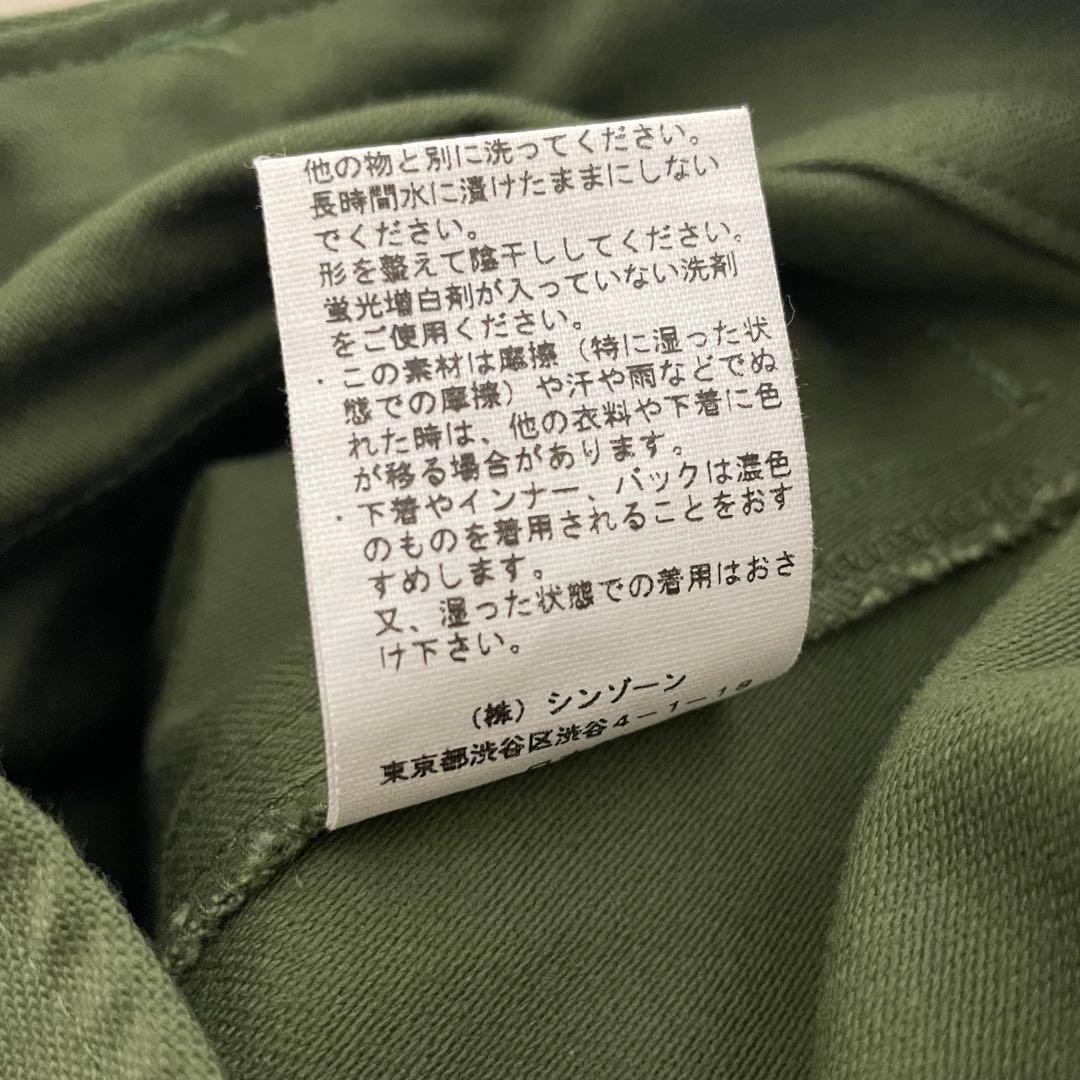 他の物と別に洗ってください。
長時間水に漬けたままにしない
でください。
形を整えて陰干ししてください。
蛍光増白剤が入っていない洗剤
をご使用ください。
・この素材は摩擦（特に湿った状
態での摩擦）や汗や雨などでぬ
れた時は、他の衣料や下着に色
が移る場合があります。
・下着やインナー、バックは濃色
のものを着用されることをおす
すめします。
又、湿った状態での着用はおさ
け下さい。
（株）シンゾーン
東京都渋谷区渋谷４－１－１８